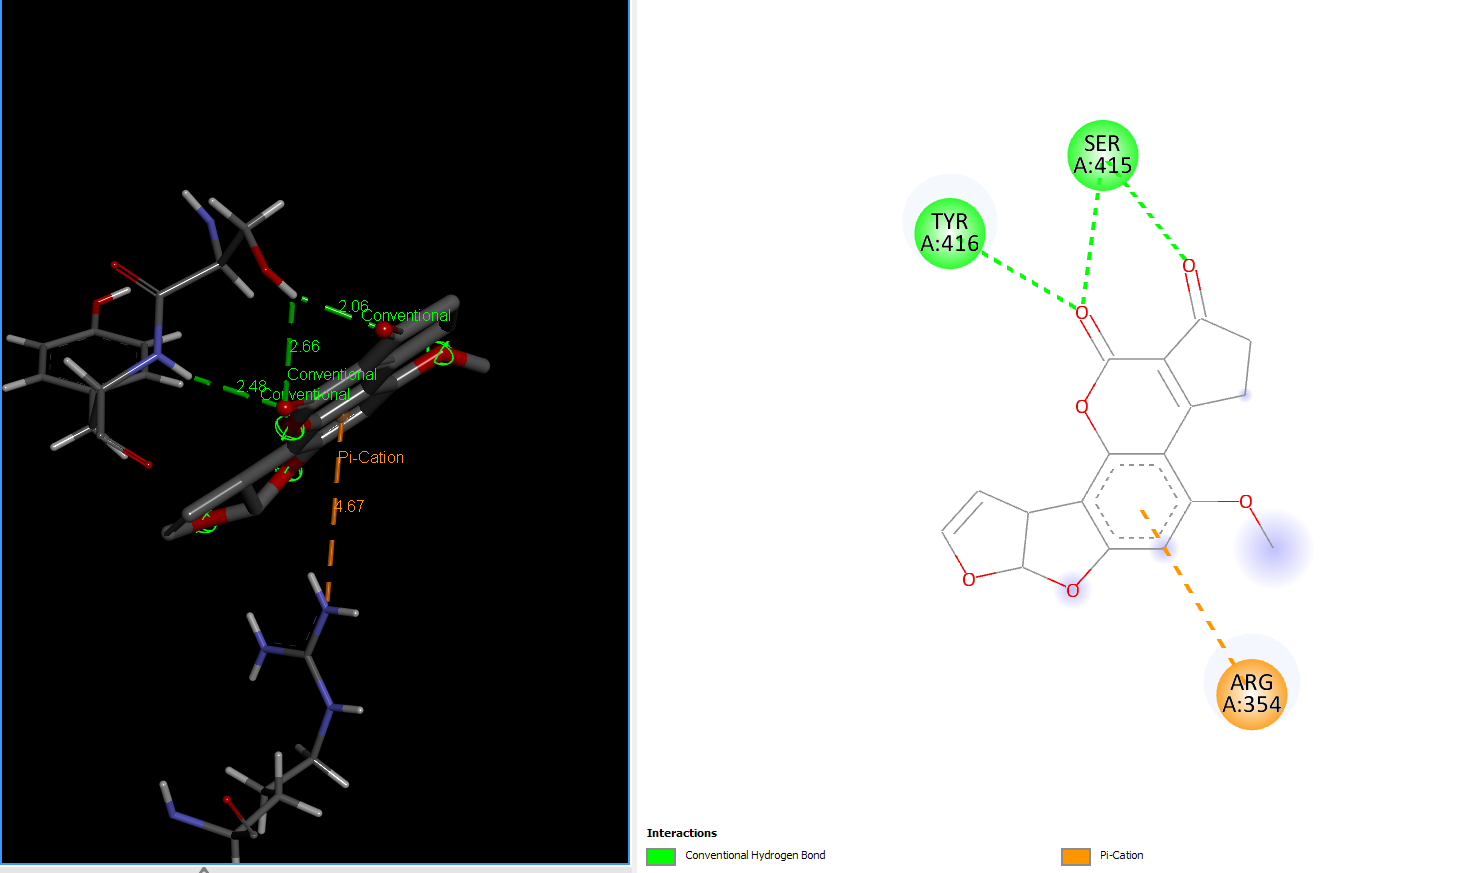 2.06
Conventional
2.66
Conventional
2.48
Conventional
Pi-Cation
4.67
SER
A:415
TYR
A:416
O
O
O
O
O
O
ARG
A:354
Interactions
Conventional Hydrogen Bond
Pi-Cation